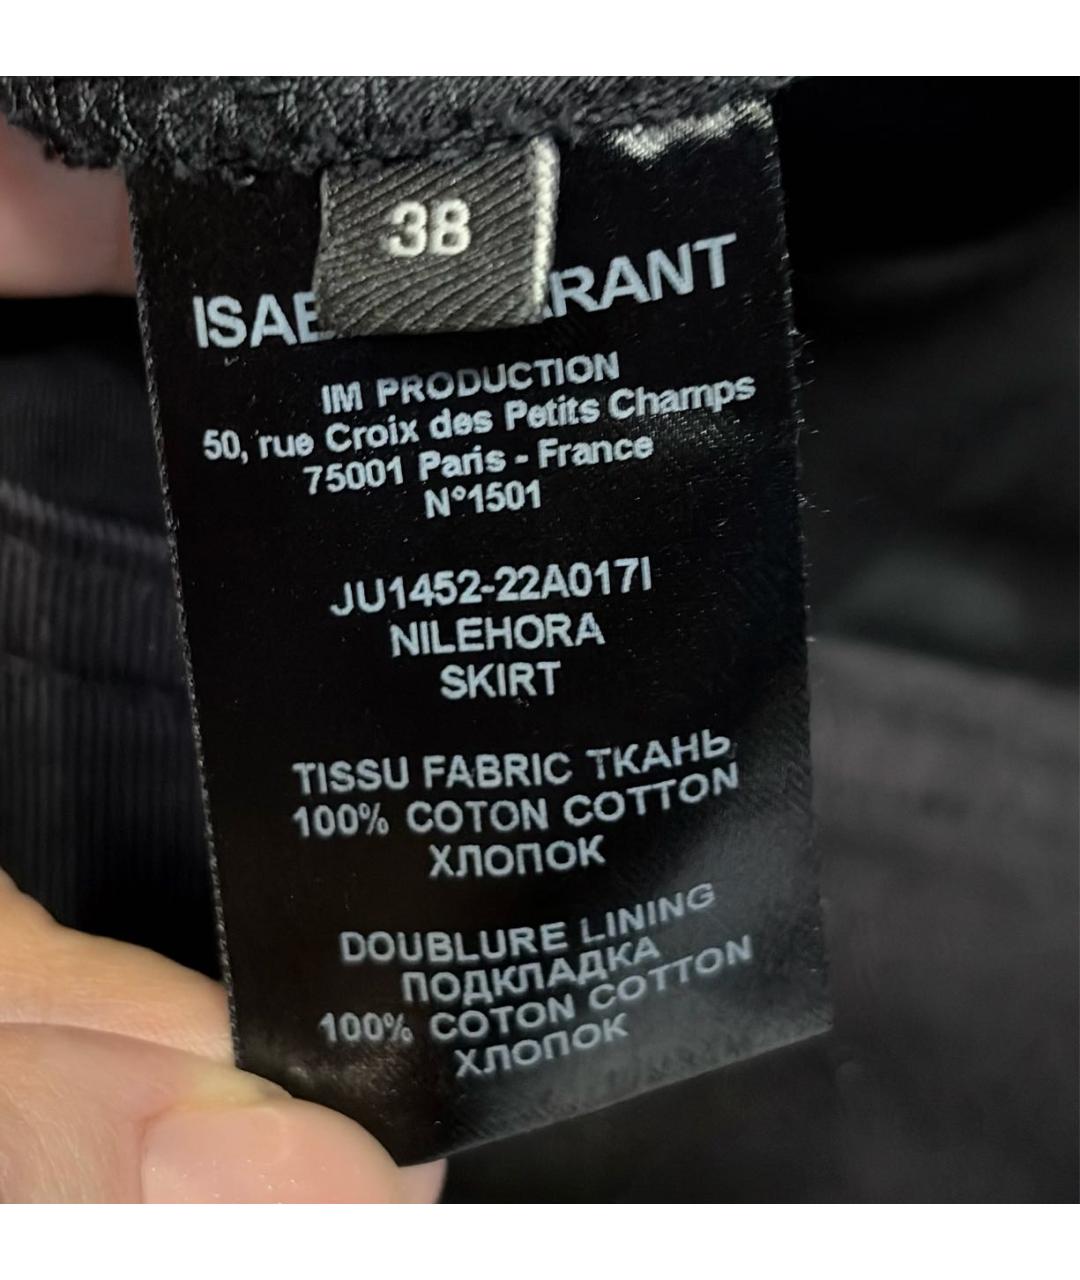 38
ISAB RANT
IM PRODUCTION
50, rue Croix des Petits Champs
75001 Paris - France
N°1501
JU1452-22A017I
NILEHORA
SKIRT
TISSU FABRIC ТКАНЬ
100% COTON COTTON
ХЛОПОК
DOUBLURE LINING
ПОДКЛАДКА
100% COTON COTTON
ХЛОПОК